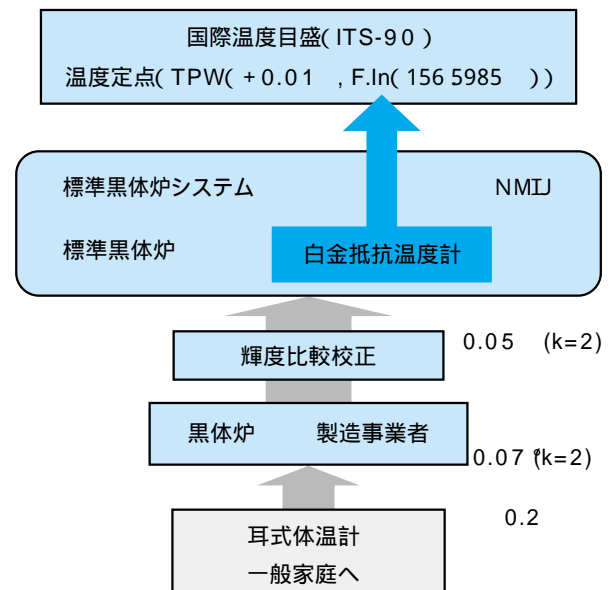 国際温度目盛( ITS-90 )
温度定点( TPW( +0.01 , F.In( 156 5985 ) )
標準黒体炉システム NMIJ
標準黒体炉 白金抵抗温度計
輝度比較校正 0.05 (k=2)
黒体炉 製造事業者
0.07 (k=2)
0.2
耳式体温計
一般家庭へ